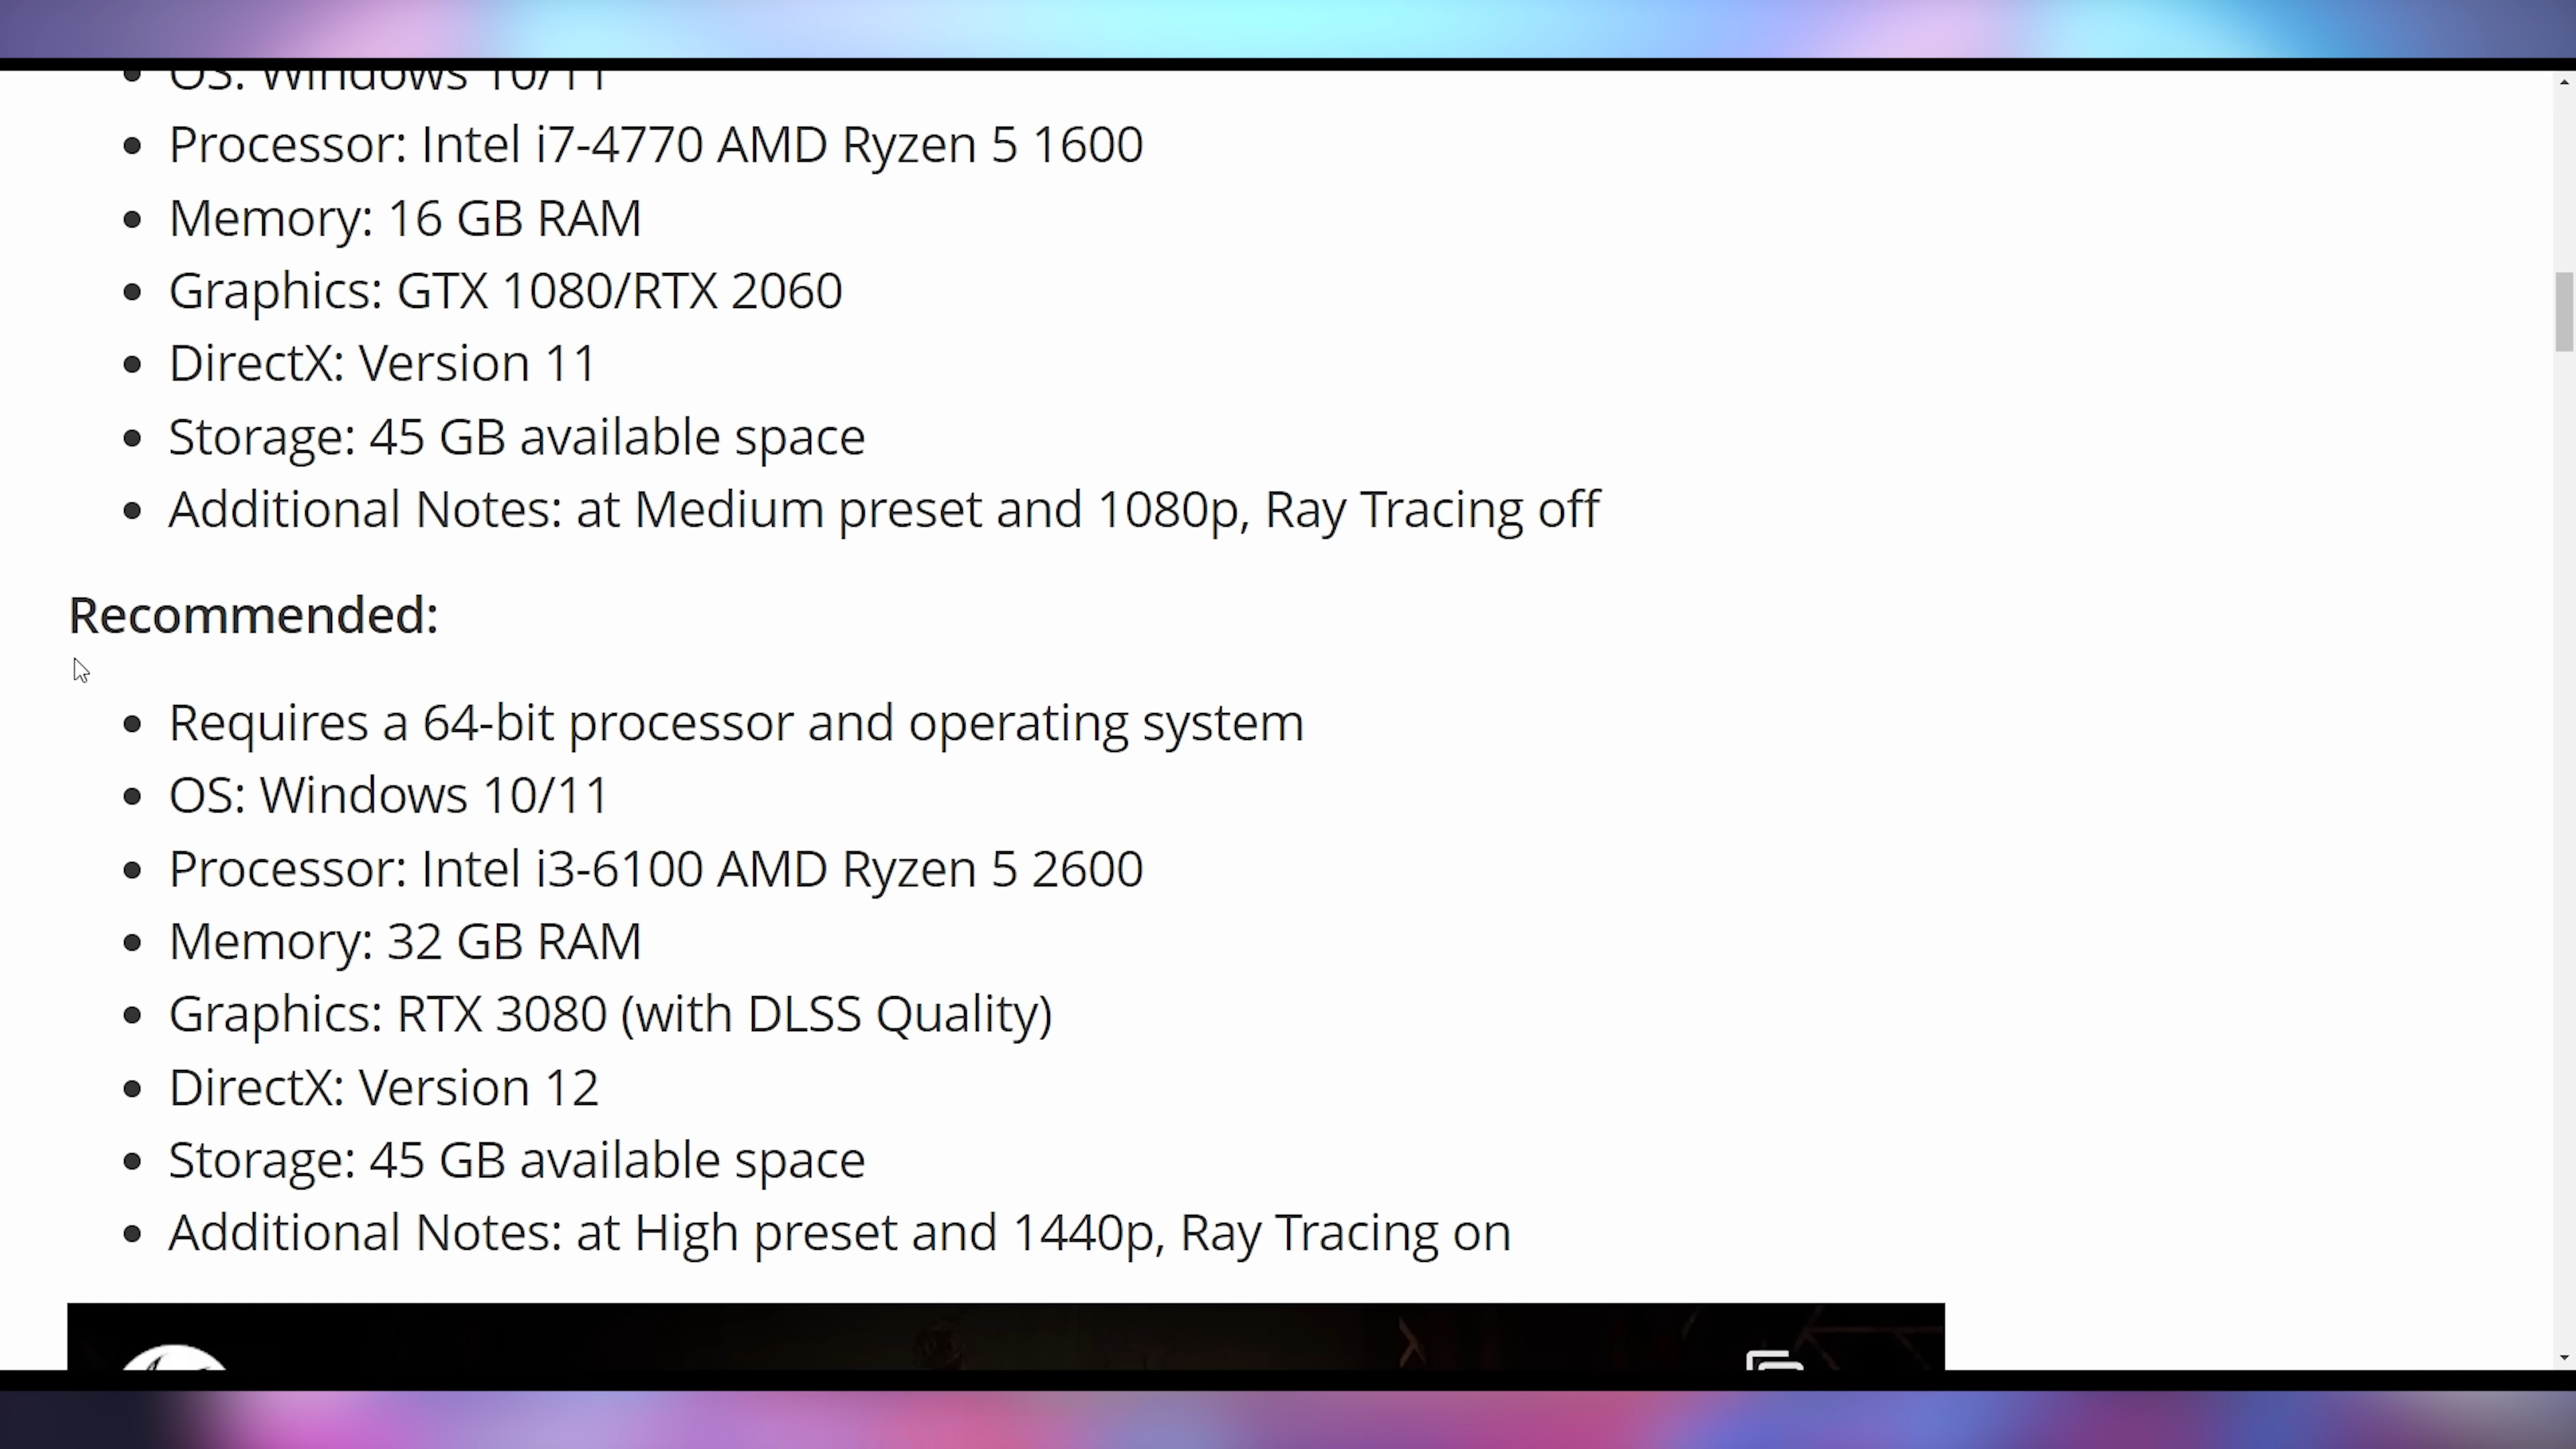 OS: Windows 10/11
Processor: Intel i7-4770 AMD Ryzen 5 1600
Memory: 16 GB RAM
Graphics: GTX 1080/RTX 2060
DirectX: Version 11
Storage: 45 GB available space
Additional Notes: at Medium preset and 1080p, Ray Tracing off
Recommended:
Requires a 64-bit processor and operating system
OS: Windows 10/11
Processor: Intel i3-6100 AMD Ryzen 5 2600
Memory: 32 GB RAM
Graphics: RTX 3080 (with DLSS Quality)
DirectX: Version 12
Storage: 45 GB available space
Additional Notes: at High preset and 1440p, Ray Tracing on